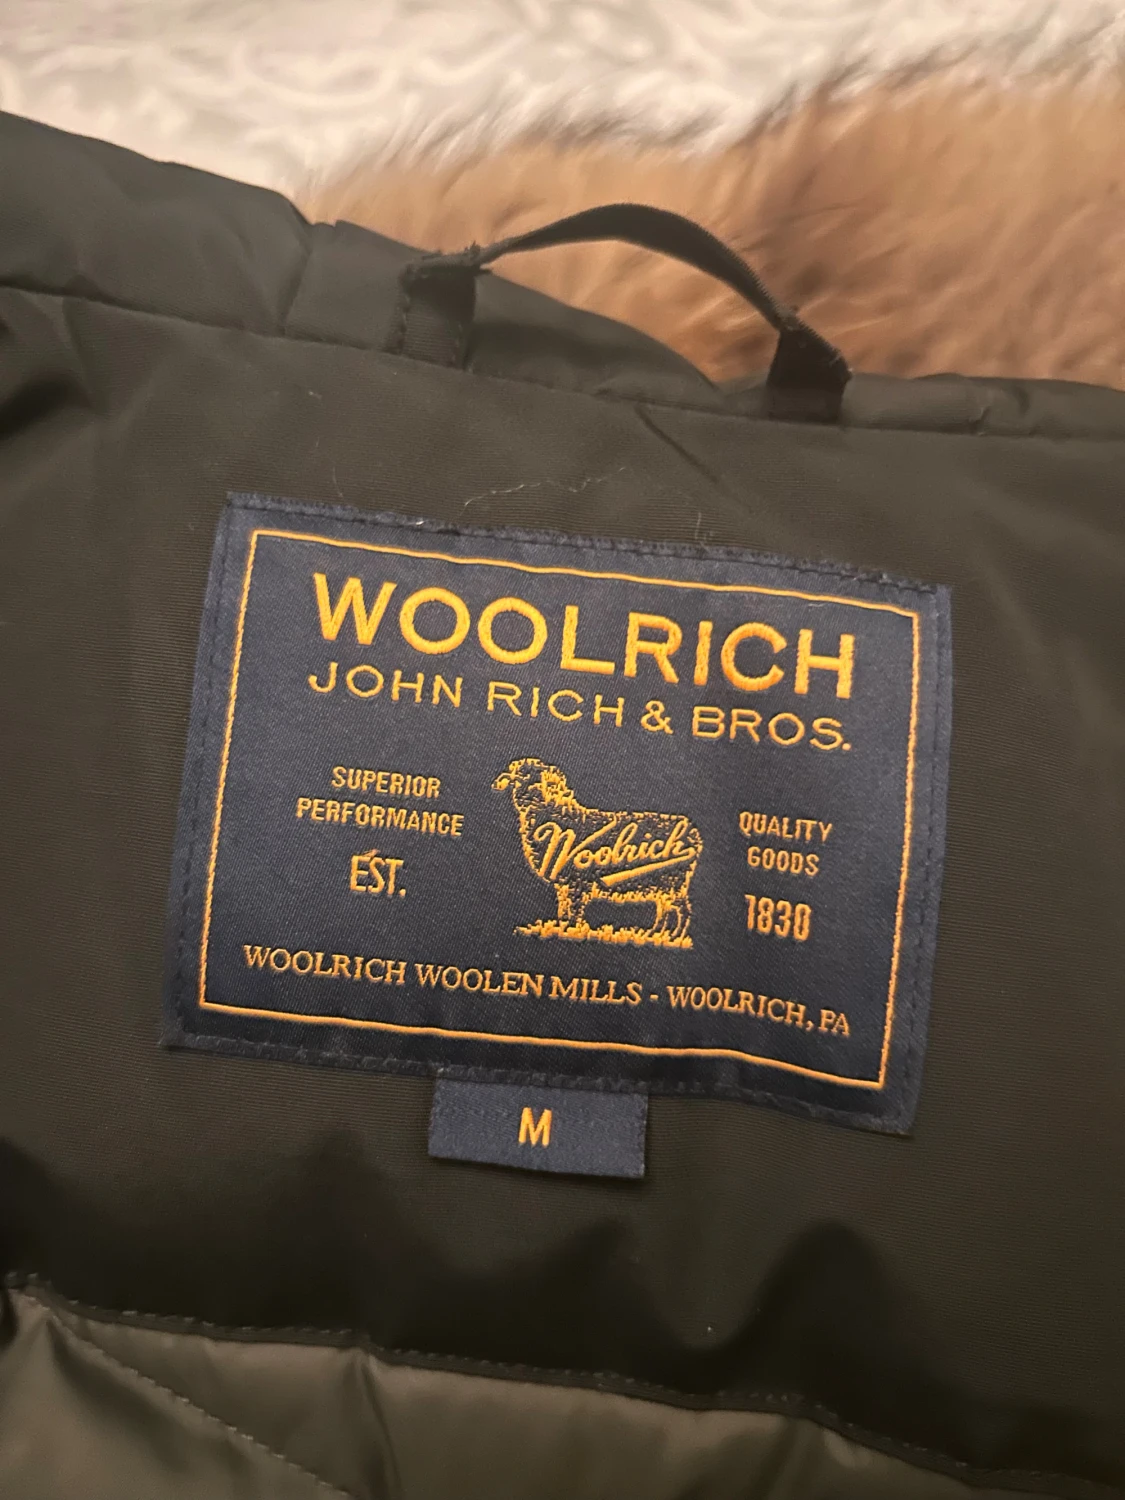 WOOLRICH
JOHN RICH & BROS.
SUPERIOR
PERFORMANCE
EST.
Woolrich
QUALITY
GOODS
1830
WOOLRICH WOOLEN MILLS - WOOLRICH, PA
M